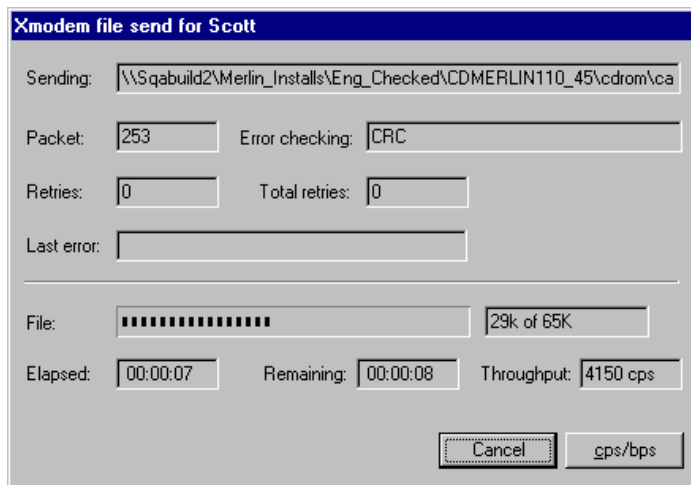 Xmodem file send for Scott
Sending: \\Sqabuild2\Merlin_Installs\Eng_Checked\CDMERLIN110_45\cdrom\ca
Packet: 253 Error checking: CRC
Retries: 0 Total retries: 0
Last error:
File: 29k of 65K
Elapsed: 00:00:07 Remaining: 00:00:08 Throughput: 4150 cps
Cancel cps/bps